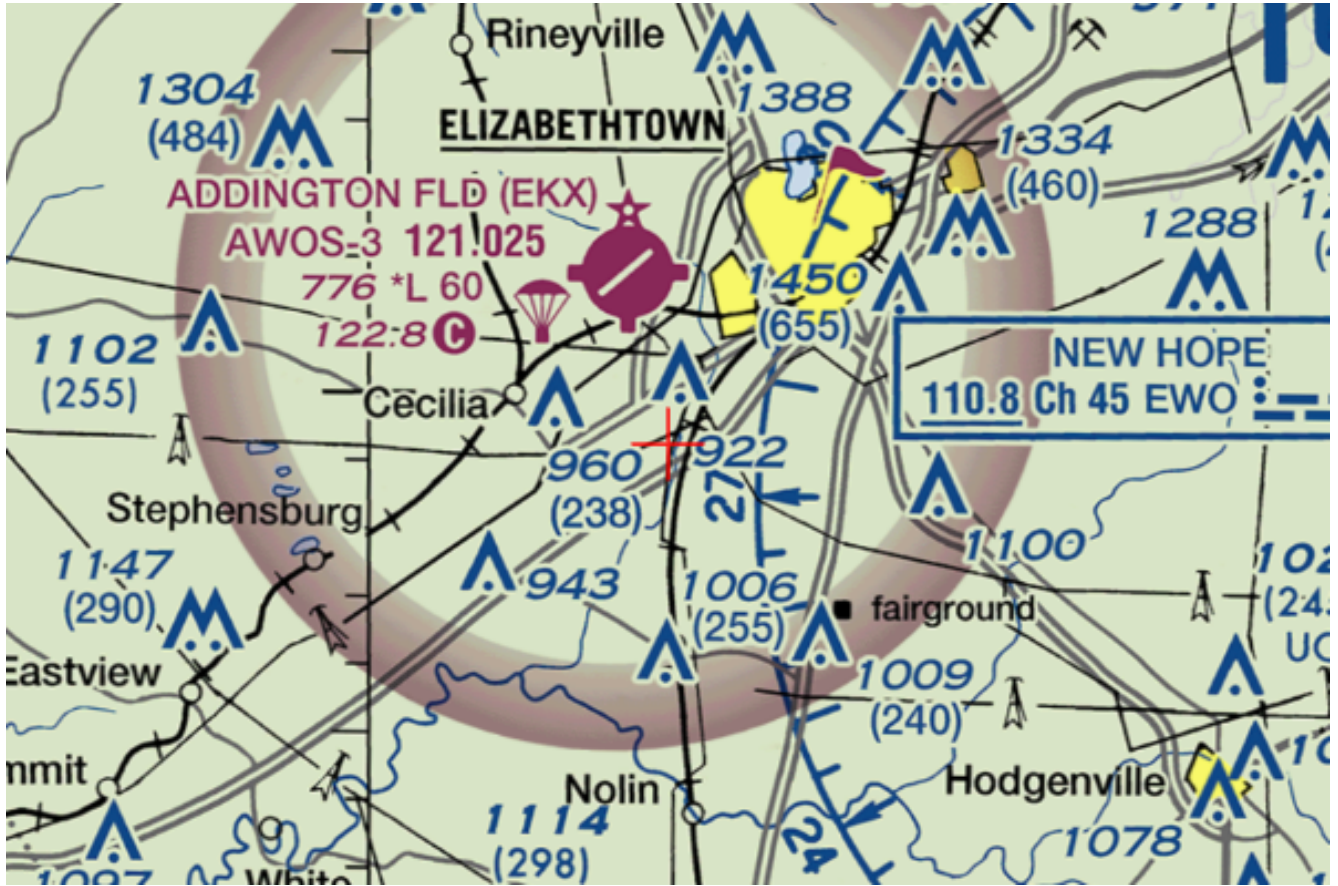 Rineyville
1304
(484)
1388
ELIZABETHTOWN
1334
(460)
ADDINGTON FLD (EKX)
AWOS-3 121.025
776 *L 60
122.8 C
1288
1450
(655)
1102
(255)
NEW HOPE
110.8 Ch 45 EWO
Cecilia
960
(238)
922
27
Stephensburg
1100
1147
(290)
943
1006
(255)
fairground
Eastview
1009
(240)
Nolin
Hodgenville
1114
(298)
24
1078
1097
White